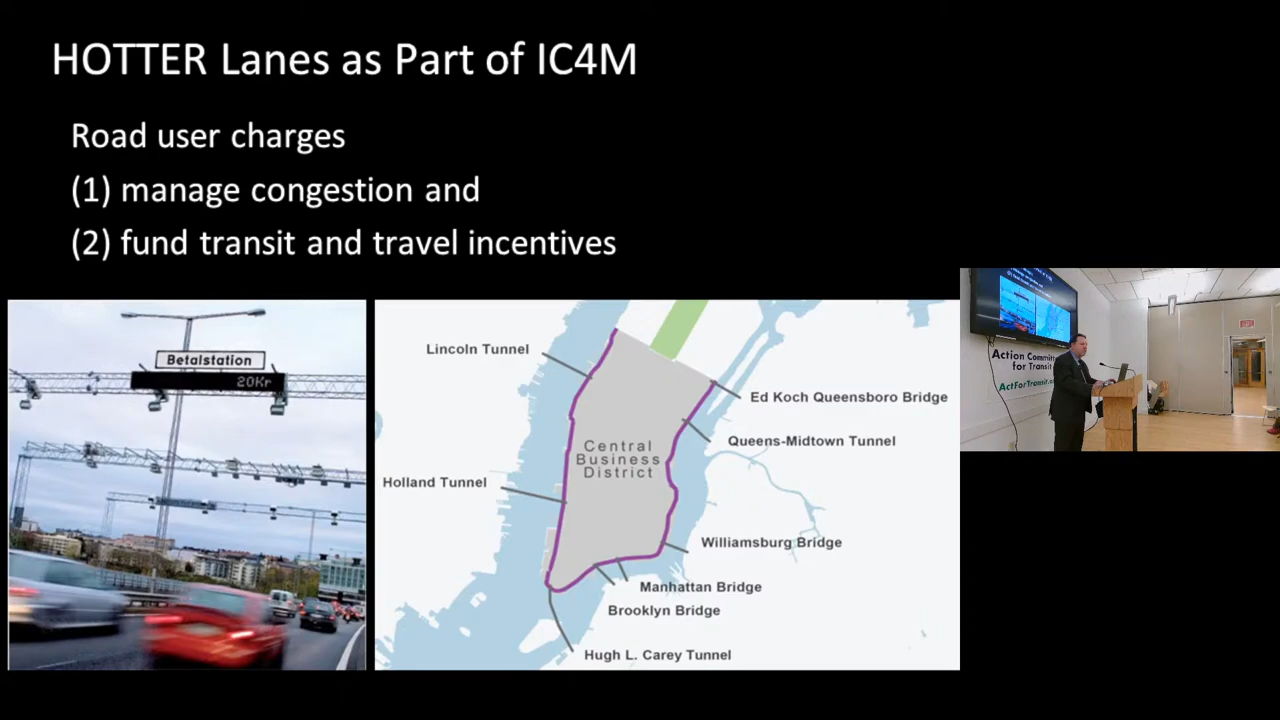 HOTTER Lanes as Part of IC4M
Road user charges
(1) manage congestion and
(2) fund transit and travel incentives
Betalstation
20Kr
Lincoln Tunnel
Ed Koch Queensboro Bridge
Queens-Midtown Tunnel
Central
Business
District
Holland Tunnel
Williamsburg Bridge
Manhattan Bridge
Brooklyn Bridge
Hugh L. Carey Tunnel
Action
for Transit
ActForTransit